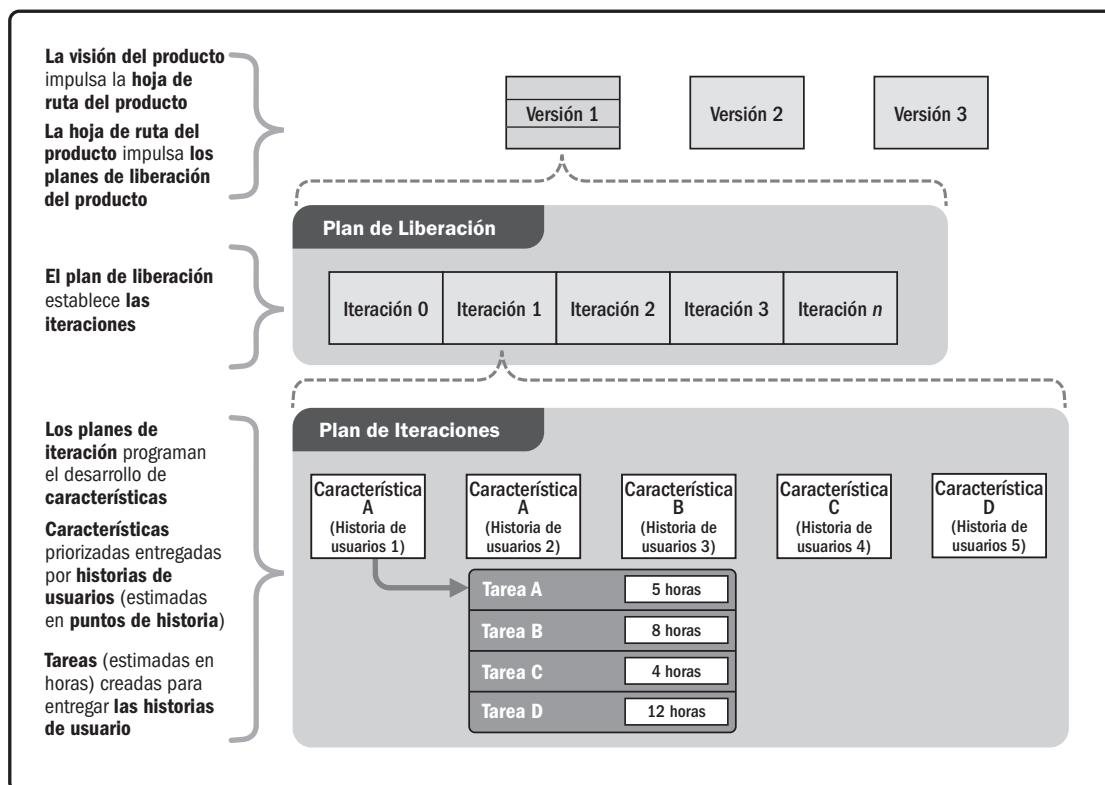 La visión del producto
impulsa la hoja de
ruta del producto
La hoja de ruta del
producto impulsa los
planes de liberación
del producto
Versión 1
Versión 2
Versión 3
Plan de Liberación
El plan de liberación
establece las
iteraciones
Iteración 0
Iteración 1
Iteración 2
Iteración 3
Iteración n
Plan de Iteraciones
Los planes de
iteración programan
el desarrollo de
características
Características
priorizadas entregadas
por historias de
usuarios (estimadas
en puntos de historia)
Tareas (estimadas en
horas) creadas para
entregar las historias
de usuario
Característica
A
(Historia de
usuarios 1)
Característica
A
(Historia de
usuarios 2)
Característica
B
(Historia de
usuarios 3)
Característica
C
(Historia de
usuarios 4)
Característica
D
(Historia de
usuarios 5)
Tarea A
5 horas
Tarea B
8 horas
Tarea C
4 horas
Tarea D
12 horas